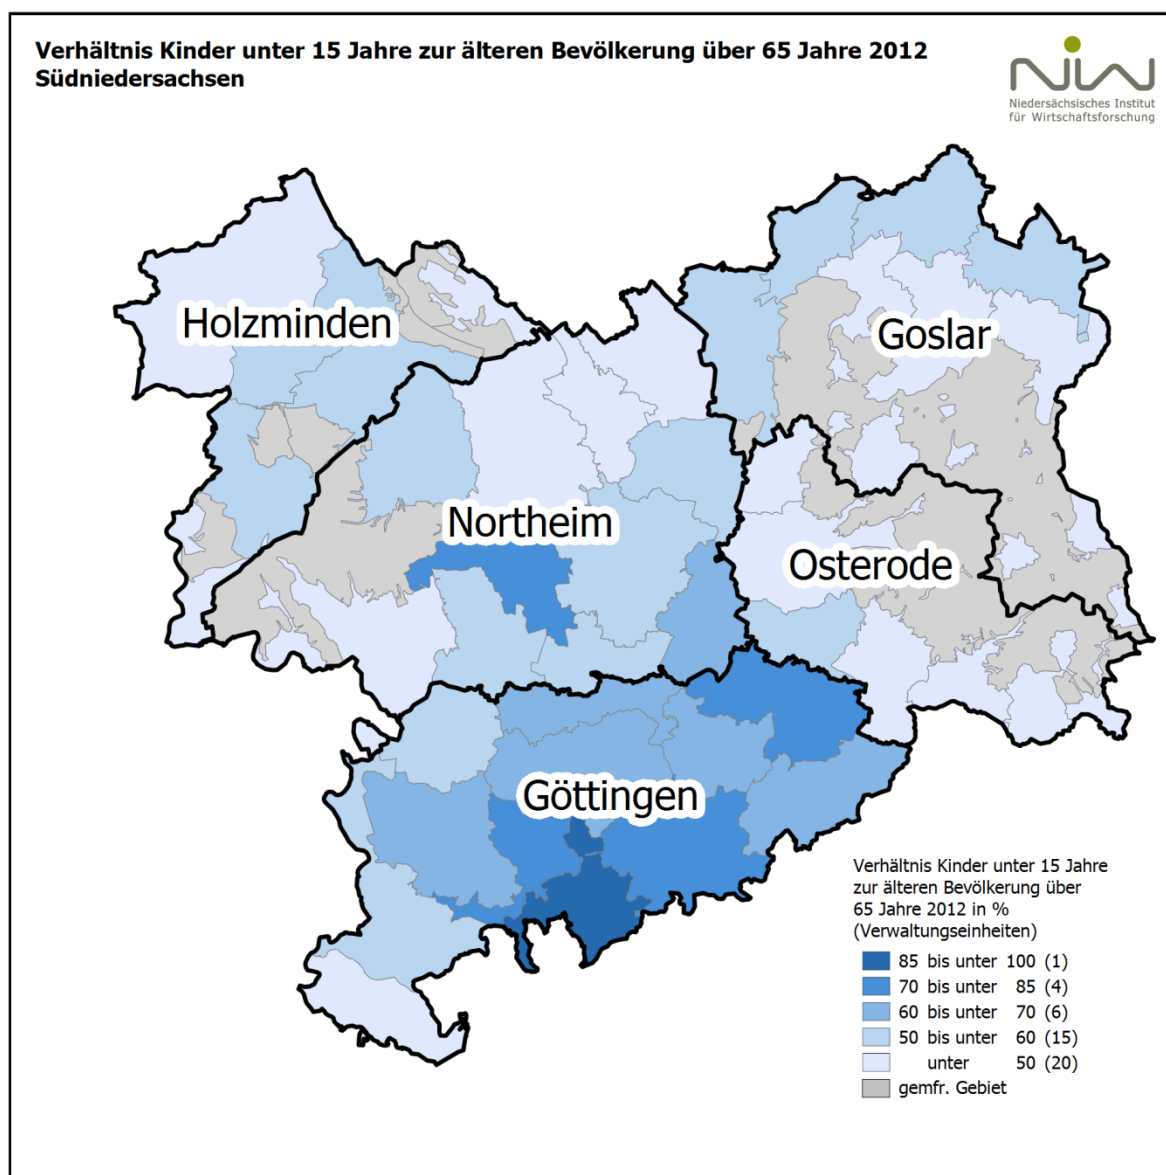 Verhältnis Kinder unter 15 Jahre zur älteren Bevölkerung über 65 Jahre 2012
Südniedersachsen
NIW
Niedersächsisches Institut
für Wirtschaftsforschung
Holzminden
Goslar
Northeim
Osterode
Göttingen
Verhältnis Kinder unter 15 Jahre
zur älteren Bevölkerung über
65 Jahre 2012 in %
(Verwaltungseinheiten)
85 bis unter 100 (1)
70 bis unter 85 (4)
60 bis unter 70 (6)
50 bis unter 60 (15)
unter 50 (20)
gemfr. Gebiet